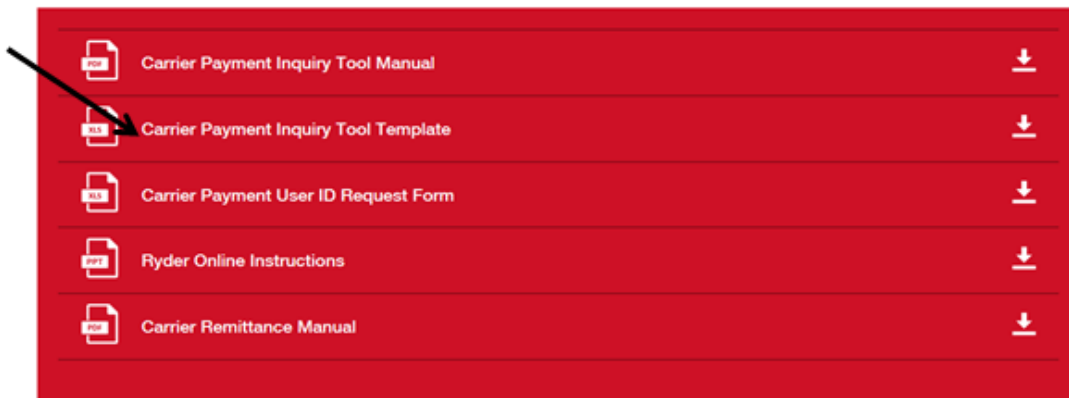 PDF Carrier Payment Inquiry Tool Manual
XLS Carrier Payment Inquiry Tool Template
XLS Carrier Payment User ID Request Form
PPT Ryder Online Instructions
PDF Carrier Remittance Manual